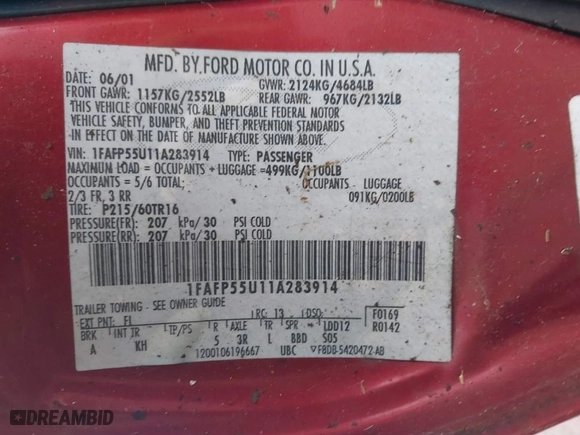 MFD. BY FORD MOTOR CO. IN U.S.A.
DATE: 06/01 GVWR: 2124KG/4684LB
FRONT GAWR: 1157KG/2552LB REAR GAWR: 967KG/2132LB
THIS VEHICLE CONFORMS TO ALL APPLICABLE FEDERAL MOTOR
VEHICLE SAFETY, BUMPER, AND THEFT PREVENTION STANDARDS
IN EFFECT ON THE DATE OF MANUFACTURE SHOWN ABOVE.
VIN: 1FAFP55U11A283914 TYPE: PASSENGER
MAXIMUM LOAD = OCCUPANTS + LUGGAGE = 499KG/1100LB
OCCUPANTS = 5/6 TOTAL OCCUPANTS LUGGAGE
2/3 FR, 3 RR 091KG/0200LB
TIRE: P215/60TR16
PRESSURE(FR): 207 kPa/ 30 PSI COLD
PRESSURE(RR): 207 kPa/ 30 PSI COLD
1FAFP55U11A283914
TRAILER TOWING - SEE OWNER GUIDE
EXT PNT: FI RC: 13 DSO: F0169
BRK INT TR TP/PS R AXLE TR SPR LDD12 R0142
A KH 5 3R L BBD S05
1200106196667 UBC F8DB-5420472-AB
DREAMBID